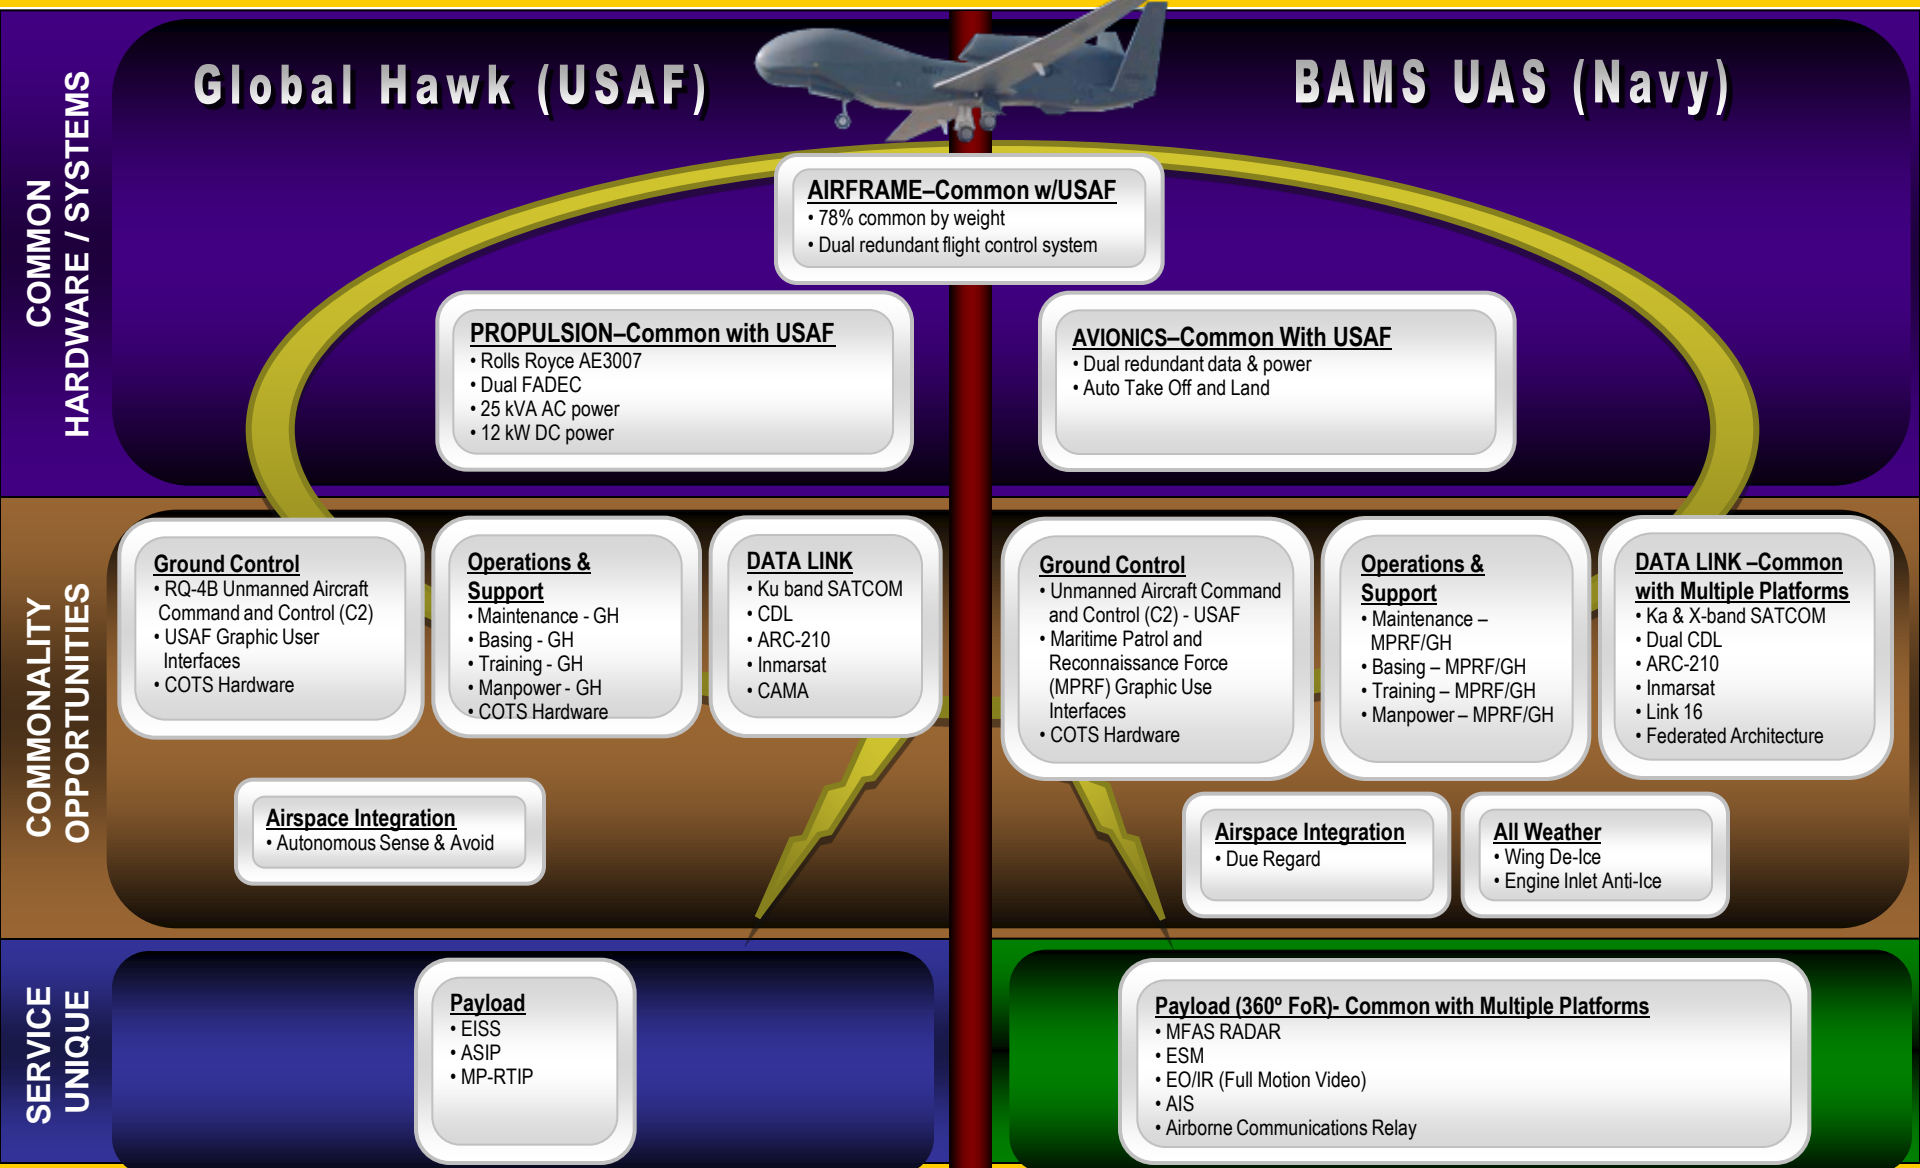 Global Hawk (USAF)
BAMS UAS (Navy)
COMMON
HARDWARE / SYSTEMS
AIRFRAME–Common w/USAF
• 78% common by weight
• Dual redundant flight control system
PROPULSION–Common with USAF
• Rolls Royce AE3007
• Dual FADEC
• 25 kVA AC power
• 12 kW DC power
AVIONICS–Common With USAF
• Dual redundant data & power
• Auto Take Off and Land
COMMONALITY
OPPORTUNITIES
Ground Control
• RQ-4B Unmanned Aircraft
Command and Control (C2)
• USAF Graphic User
Interfaces
• COTS Hardware
Operations &
Support
• Maintenance - GH
• Basing - GH
• Training - GH
• Manpower - GH
• COTS Hardware
DATA LINK
• Ku band SATCOM
• CDL
• ARC-210
• Inmarsat
• CAMA
Ground Control
• Unmanned Aircraft Command
and Control (C2) - USAF
• Maritime Patrol and
Reconnaissance Force
(MPRF) Graphic Use
Interfaces
• COTS Hardware
Operations &
Support
• Maintenance –
MPRF/GH
• Basing – MPRF/GH
• Training – MPRF/GH
• Manpower – MPRF/GH
DATA LINK –Common
with Multiple Platforms
• Ka & X-band SATCOM
• Dual CDL
• ARC-210
• Inmarsat
• Link 16
• Federated Architecture
Airspace Integration
• Autonomous Sense & Avoid
Airspace Integration
• Due Regard
All Weather
• Wing De-Ice
• Engine Inlet Anti-Ice
SERVICE
UNIQUE
Payload
• EISS
• ASIP
• MP-RTIP
Payload (360º FoR)- Common with Multiple Platforms
• MFAS RADAR
• ESM
• EO/IR (Full Motion Video)
• AIS
• Airborne Communications Relay